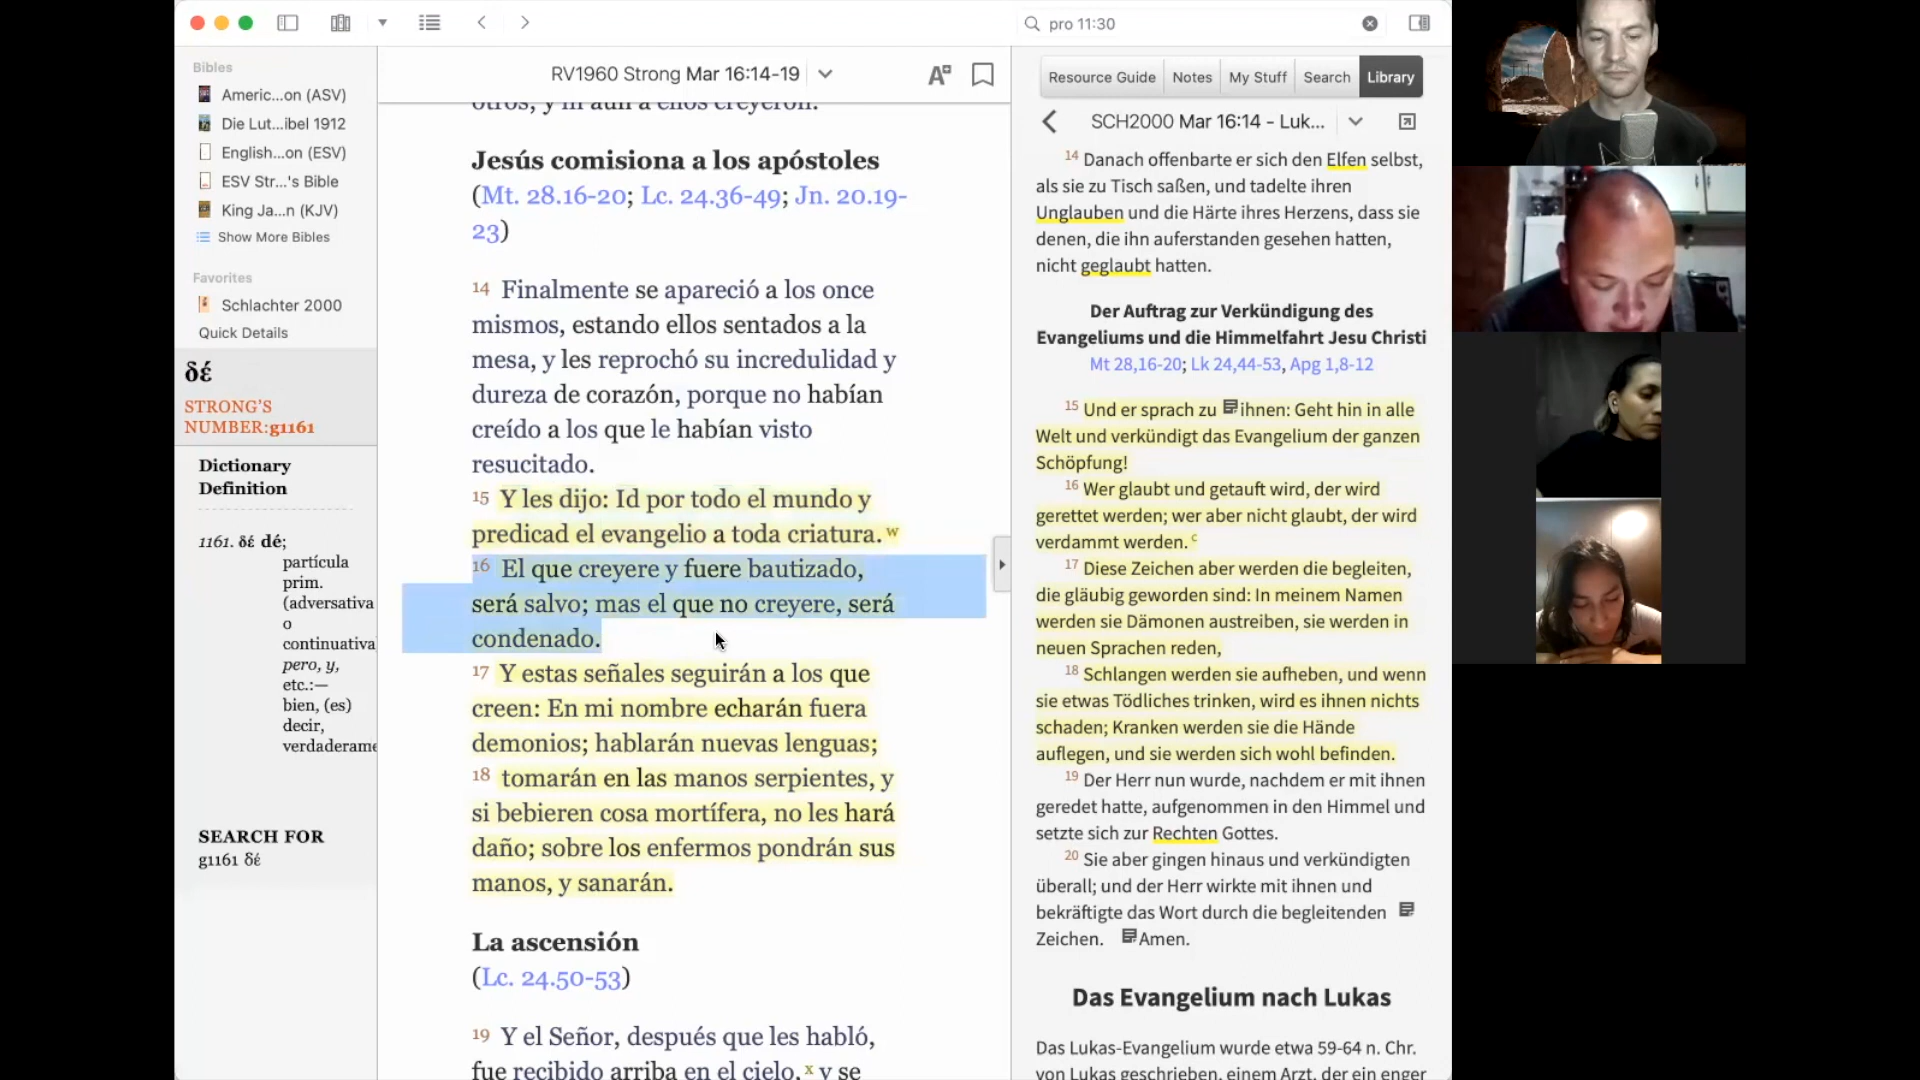 pro 11:30
Bibles
Americ...on (ASV)
Die Lut...ibel 1912
English...on (ESV)
ESV Str...'s Bible
King Ja...n (KJV)
Show More Bibles
Favorites
Schlachter 2000
Quick Details
δέ
STRONG'S
NUMBER:g1161
Dictionary
Definition
1161. δέ dé;
partícula
prim.
(adversativa
o
continuativa
pero, y,
etc.:—
bien, (es)
decir,
verdaderame
SEARCH FOR
g1161 δέ
RV1960 Strong Mar 16:14-19
otros; y ni aun a ellos creyeron.
Jesús comisiona a los apóstoles
(Mt. 28.16-20; Lc. 24.36-49; Jn. 20.19-
23)
14 Finalmente se apareció a los once
mismos, estando ellos sentados a la
mesa, y les reprochó su incredulidad y
dureza de corazón, porque no habían
creído a los que le habían visto
resucitado.
15 Y les dijo: Id por todo el mundo y
predicad el evangelio a toda criatura. w
16 El que creyere y fuere bautizado,
será salvo; mas el que no creyere, será
condenado.
17 Y estas señales seguirán a los que
creen: En mi nombre echarán fuera
demonios; hablarán nuevas lenguas;
18 tomarán en las manos serpientes, y
si bebieren cosa mortífera, no les hará
daño; sobre los enfermos pondrán sus
manos, y sanarán.
La ascensión
(Lc. 24.50-53)
19 Y el Señor, después que les habló,
fue recibido arriba en el cielo, x y se
Resource Guide Notes My Stuff Search Library
SCH2000 Mar 16:14 - Luk...
14 Danach offenbarte er sich den Elfen selbst,
als sie zu Tisch saßen, und tadelte ihren
Unglauben und die Härte ihres Herzens, dass sie
denen, die ihn auferstanden gesehen hatten,
nicht geglaubt hatten.
Der Auftrag zur Verkündigung des
Evangeliums und die Himmelfahrt Jesu Christi
Mt 28,16-20; Lk 24,44-53, Apg 1,8-12
15 Und er sprach zu ihnen: Geht hin in alle
Welt und verkündigt das Evangelium der ganzen
Schöpfung!
16 Wer glaubt und getauft wird, der wird
gerettet werden; wer aber nicht glaubt, der wird
verdammt werden. c
17 Diese Zeichen aber werden die begleiten,
die gläubig geworden sind: In meinem Namen
werden sie Dämonen austreiben, sie werden in
neuen Sprachen reden,
18 Schlangen werden sie aufheben, und wenn
sie etwas Tödliches trinken, wird es ihnen nichts
schaden; Kranken werden sie die Hände
auflegen, und sie werden sich wohl befinden.
19 Der Herr nun wurde, nachdem er mit ihnen
geredet hatte, aufgenommen in den Himmel und
setzte sich zur Rechten Gottes.
20 Sie aber gingen hinaus und verkündigten
überall; und der Herr wirkte mit ihnen und
bekräftigte das Wort durch die begleitenden
Zeichen. Amen.
Das Evangelium nach Lukas
Das Lukas-Evangelium wurde etwa 59-64 n. Chr.
von Lukas geschrieben, einem Arzt, der ein enger